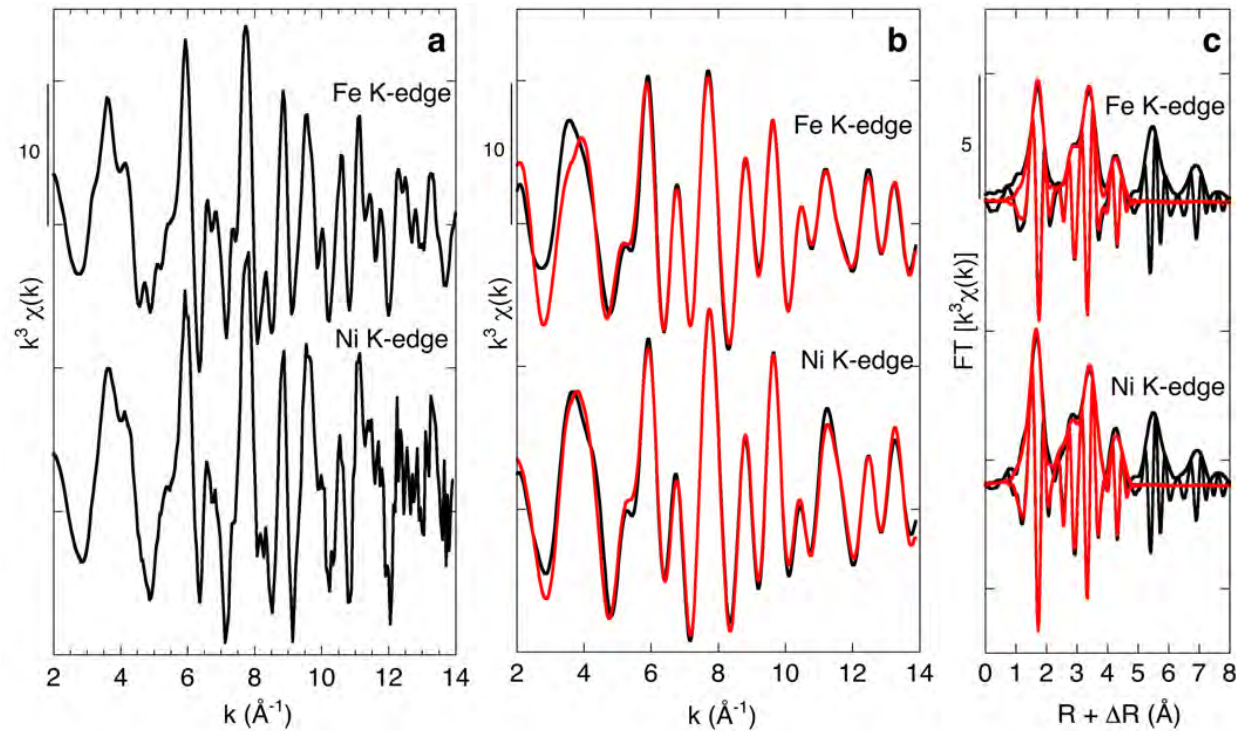 a
Fe K-edge
10
k³ χ(k)
Ni K-edge
2 4 6 8 10 12 14
k (Å⁻¹)
b
Fe K-edge
10
k³ χ(k)
Ni K-edge
2 4 6 8 10 12 14
k (Å⁻¹)
c
Fe K-edge
5
FT [k³χ(k)]
Ni K-edge
0 1 2 3 4 5 6 7 8
R + ΔR (Å)